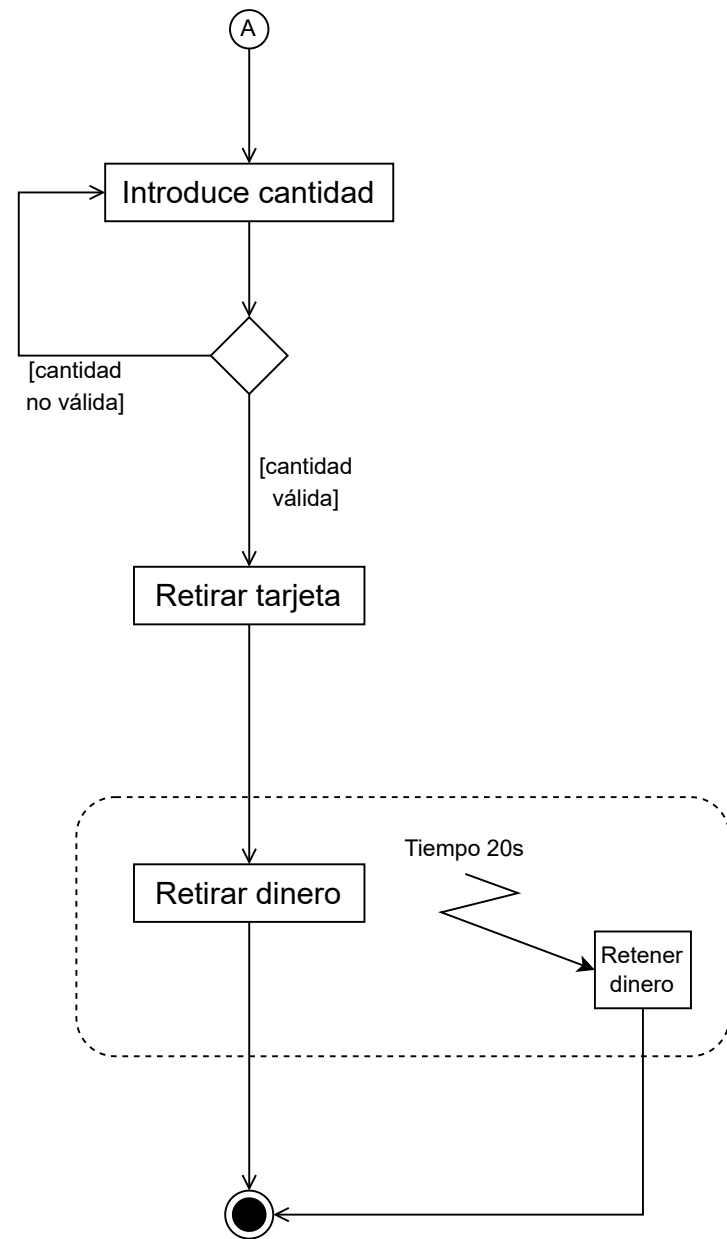 A
Introduce cantidad
[cantidad
no válida]
[cantidad
válida]
Retirar tarjeta
Tiempo 20s
Retirar dinero
Retener
dinero